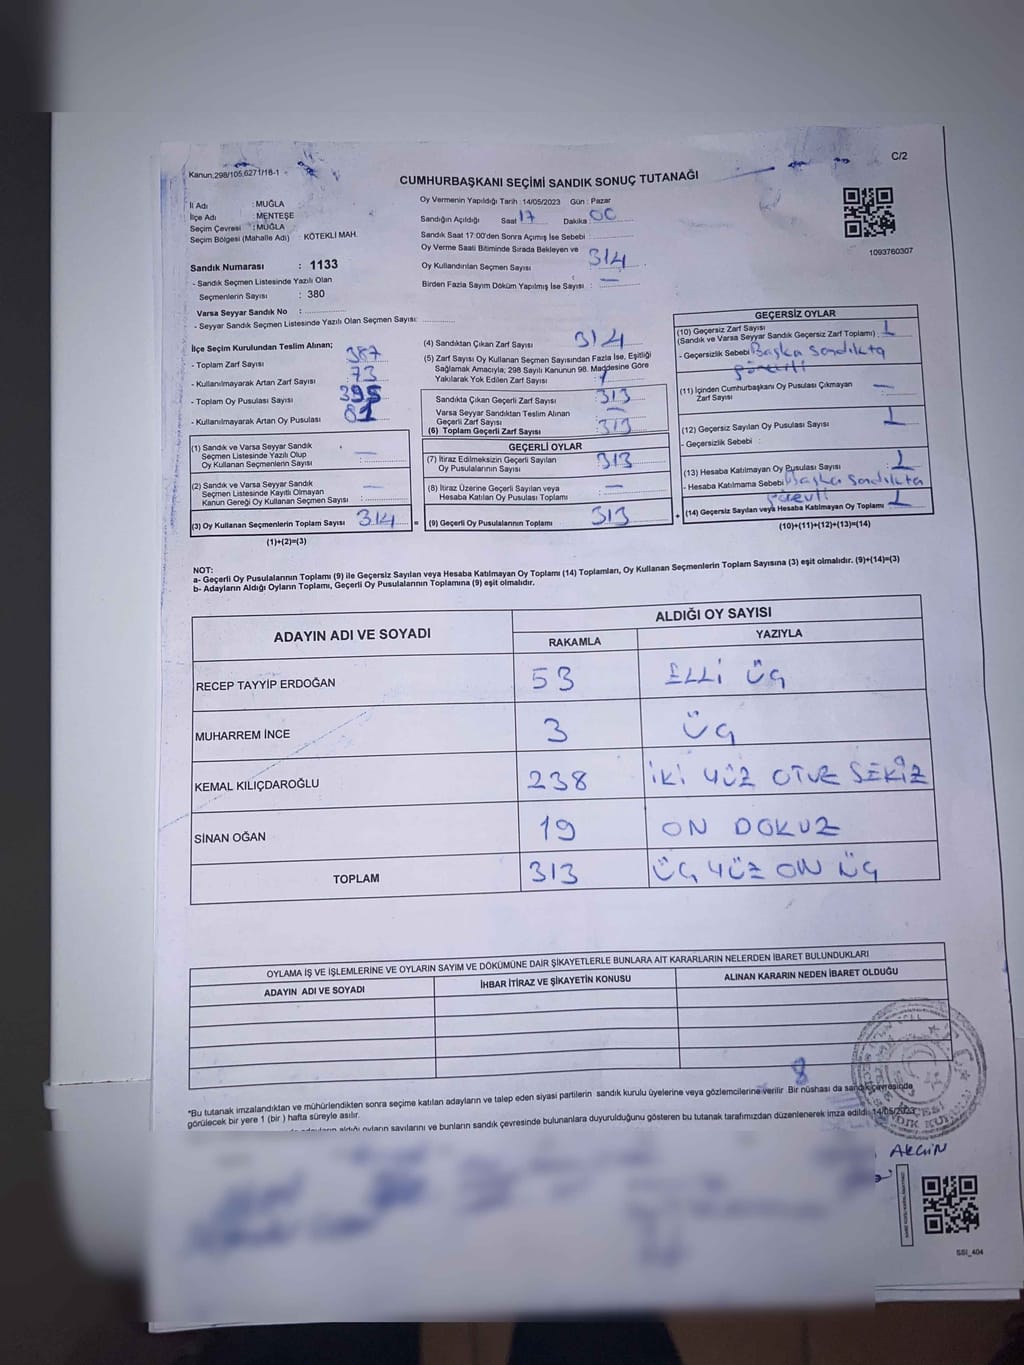 Kanun.298/105,6271/18-1
C/2
CUMHURBAŞKANI SEÇİMİ SANDIK SONUÇ TUTANAĞI
İl Adı : MUĞLA
İlçe Adı : MENTEŞE
Seçim Çevresi : MUĞLA
Seçim Bölgesi (Mahalle Adı) : KÖTEKLİ MAH.
Sandık Numarası : 1133
- Sandık Seçmen Listesinde Yazılı Olan
Seçmenlerin Sayısı : 380
Varsa Seyyar Sandık No :
- Seyyar Sandık Seçmen Listesinde Yazılı Olan Seçmen Sayısı:
Oy Vermenin Yapıldığı Tarih :14/05/2023 Gün : Pazar
Sandığın Açıldığı Saat 17 Dakika 00
Sandık Saat 17:00'den Sonra Açımış İse Sebebi :
Oy Verme Saati Bitiminde Sırada Bekleyen ve
Oy Kullandırılan Seçmen Sayısı 314
Birden Fazla Sayım Döküm Yapılmış İse Sayısı : —
1093760307
İlçe Seçim Kurulundan Teslim Alınan;
- Toplam Zarf Sayısı 387
- Kullanılmayarak Artan Zarf Sayısı 73
- Toplam Oy Pusulası Sayısı 395
- Kullanılmayarak Artan Oy Pusulası 81
(1) Sandık ve Varsa Seyyar Sandık
Seçmen Listesinde Yazılı Olup
Oy Kullanan Seçmenlerin Sayısı : —
(2) Sandık ve Varsa Seyyar Sandık
Seçmen Listesinde Kayıtlı Olmayan
Kanun Gereği Oy Kullanan Seçmen Sayısı : —
(3) Oy Kullanan Seçmenlerin Toplam Sayısı 314 =
(1)+(2)=(3)
(4) Sandıktan Çıkan Zarf Sayısı 314
(5) Zarf Sayısı Oy Kullanan Seçmen Sayısından Fazla İse, Eşitliği
Sağlamak Amacıyla; 298 Sayılı Kanunun 98. Maddesine Göre
Yakılarak Yok Edilen Zarf Sayısı :
Sandıkta Çıkan Geçerli Zarf Sayısı 313
Varsa Seyyar Sandıktan Teslim Alınan
Geçerli Zarf Sayısı —
(6) Toplam Geçerli Zarf Sayısı : 313
GEÇERLİ OYLAR
(7) İtiraz Edilmeksizin Geçerli Sayılan
Oy Pusulalarının Sayısı 313
(8) İtiraz Üzerine Geçerli Sayılan veya
Hesaba Katılan Oy Pusulası Toplamı —
(9) Geçerli Oy Pusulalarının Toplamı 313 +
GEÇERSİZ OYLAR
(10) Geçersiz Zarf Sayısı
(Sandık ve Varsa Seyyar Sandık Geçersiz Zarf Toplamı) 1
- Geçersizlik Sebebi Başka sandıkta
görevli
(11) İçinden Cumhurbaşkanı Oy Pusulası Çıkmayan
Zarf Sayısı —
(12) Geçersiz Sayılan Oy Pusulası Sayısı 1
- Geçersizlik Sebebi :
(13) Hesaba Katılmayan Oy Pusulası Sayısı 1
- Hesaba Katılmama Sebebi Başka sandıkta
görevli
(14) Geçersiz Sayılan veya Hesaba Katılmayan Oy Toplamı 1
(10)+(11)+(12)+(13)=(14)
NOT:
a- Geçerli Oy Pusulalarının Toplamı (9) ile Geçersiz Sayılan veya Hesaba Katılmayan Oy Toplamı (14) Toplamları, Oy Kullanan Seçmenlerin Toplam Sayısına (3) eşit olmalıdır. (9)+(14)=(3)
b- Adayların Aldığı Oyların Toplamı, Geçerli Oy Pusulalarının Toplamına (9) eşit olmalıdır.
ADAYIN ADI VE SOYADI
ALDIĞI OY SAYISI
RAKAMLA YAZIYLA
RECEP TAYYİP ERDOĞAN 53 ELLİ ÜÇ
MUHARREM İNCE 3 ÜÇ
KEMAL KILIÇDAROĞLU 238 İKİ YÜZ OTUZ SEKİZ
SİNAN OĞAN 19 ON DOKUZ
TOPLAM 313 ÜÇ YÜZ ON ÜÇ
OYLAMA İŞ VE İŞLEMLERİNE VE OYLARIN SAYIM VE DÖKÜMÜNE DAİR ŞİKAYETLERLE BUNLARA AİT KARARLARIN NELERDEN İBARET BULUNDUKLARI
ADAYIN ADI VE SOYADI İHBAR İTİRAZ VE ŞİKAYETİN KONUSU ALINAN KARARIN NEDEN İBARET OLDUĞU
8
*Bu tutanak imzalandıktan ve mühürlendikten sonra seçime katılan adayların ve talep eden siyasi partilerin sandık kurulu üyelerine veya gözlemcilerine verilir. Bir nüshası da sandık çevresinde
görülecek bir yere 1 (bir ) hafta süreyle asılır.
aldığı oyların sayılarını ve bunların sandık çevresinde bulunanlara duyurulduğunu gösteren bu tutanak tarafımızdan düzenlenerek imza edildi. 14/05/2023
AKGÜN
SSI_404